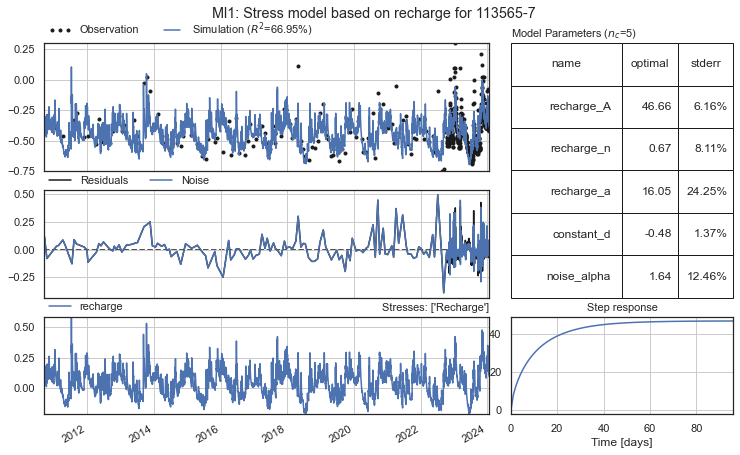 Ml1: Stress model based on recharge for 113565-7
Observation Simulation (R²=66.95%)
0.25
0.00
−0.25
−0.50
−0.75
Residuals Noise
0.50
0.25
0.00
−0.25
recharge Stresses: ['Recharge']
0.50
0.25
0.00
2012 2014 2016 2018 2020 2022 2024
Model Parameters (nc=5)
name optimal stderr
recharge_A 46.66 6.16%
recharge_n 0.67 8.11%
recharge_a 16.05 24.25%
constant_d -0.48 1.37%
noise_alpha 1.64 12.46%
Step response
40
20
0
0 20 40 60 80
Time [days]